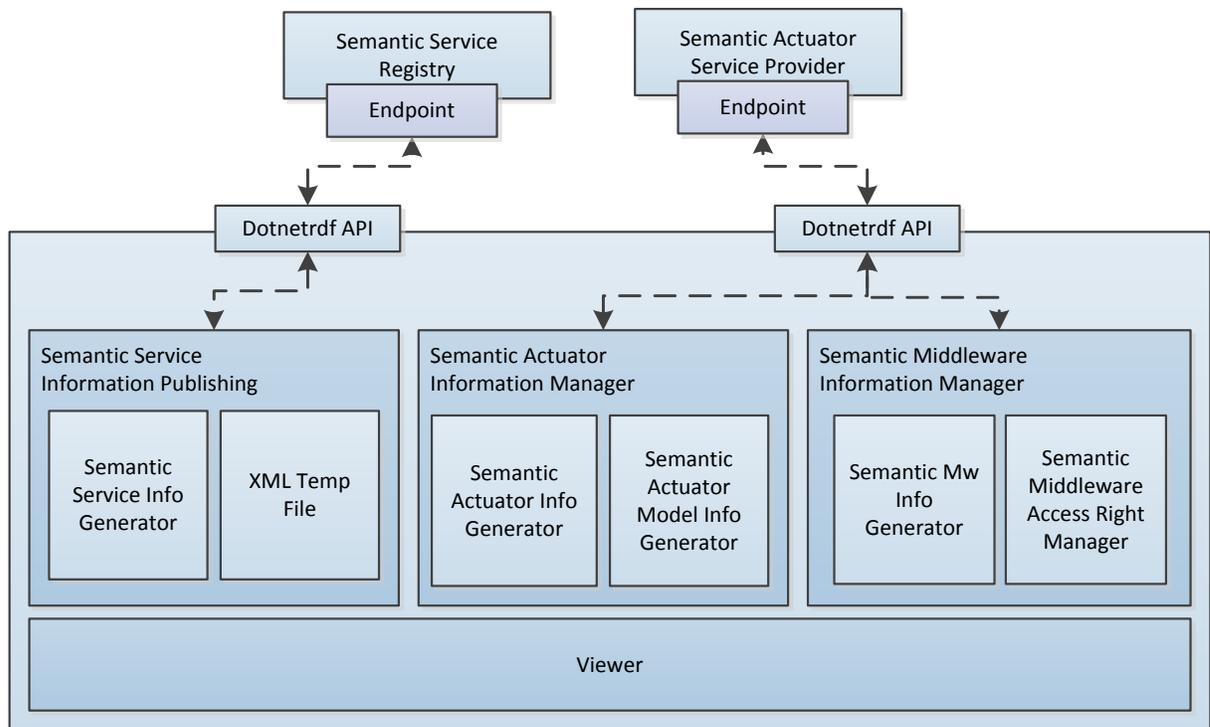 Semantic Service
Registry
Endpoint
Semantic Actuator
Service Provider
Endpoint
Dotnetrdf API
Dotnetrdf API
Semantic Service
Information Publishing
Semantic
Service Info
Generator
XML Temp
File
Semantic Actuator
Information Manager
Semantic
Actuator Info
Generator
Semantic
Actuator
Model Info
Generator
Semantic Middleware
Information Manager
Semantic Mw
Info
Generator
Semantic
Middleware
Access Right
Manager
Viewer